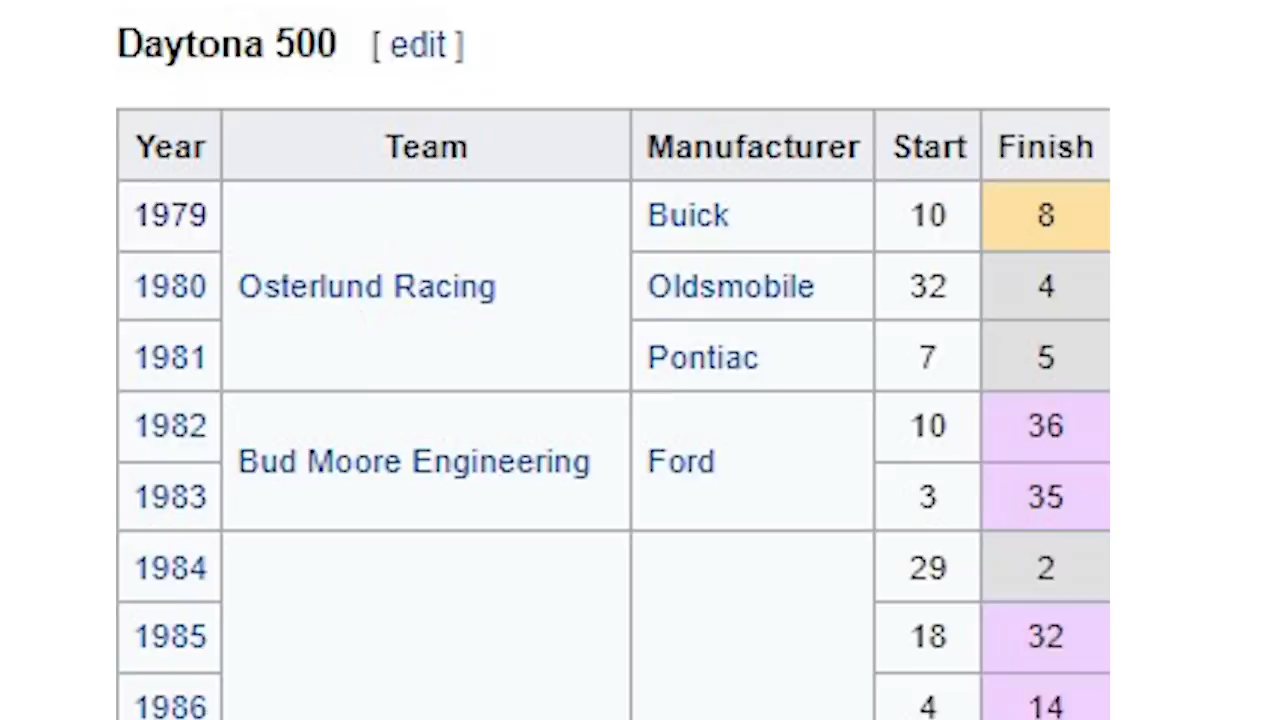 Daytona 500 [ edit ]
Year Team Manufacturer Start Finish
1979 Buick 10 8
1980 Osterlund Racing Oldsmobile 32 4
1981 Pontiac 7 5
1982 10 36
Bud Moore Engineering Ford
1983 3 35
1984 29 2
1985 18 32
1986 4 14